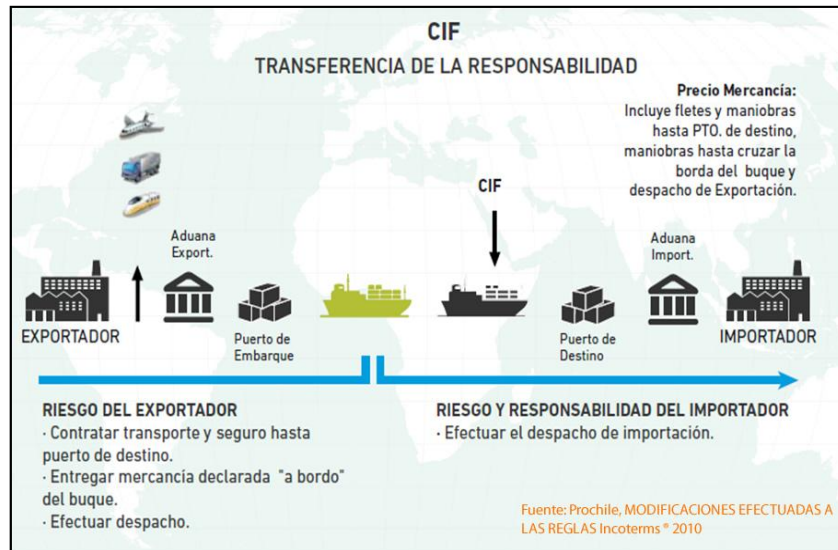 CIF
TRANSFERENCIA DE LA RESPONSABILIDAD
Precio Mercancía:
Incluye fletes y maniobras
hasta PTO. de destino,
maniobras hasta cruzar la
borda del buque y
despacho de Exportación.
CIF
Aduana
Export.
Aduana
Import.
EXPORTADOR
Puerto de
Embarque
Puerto de
Destino
IMPORTADOR
RIESGO DEL EXPORTADOR
· Contratar transporte y seguro hasta
puerto de destino.
· Entregar mercancía declarada "a bordo"
del buque.
· Efectuar despacho.
RIESGO Y RESPONSABILIDAD DEL IMPORTADOR
· Efectuar el despacho de importación.
Fuente: Prochile, MODIFICACIONES EFECTUADAS A
LAS REGLAS Incoterms ® 2010